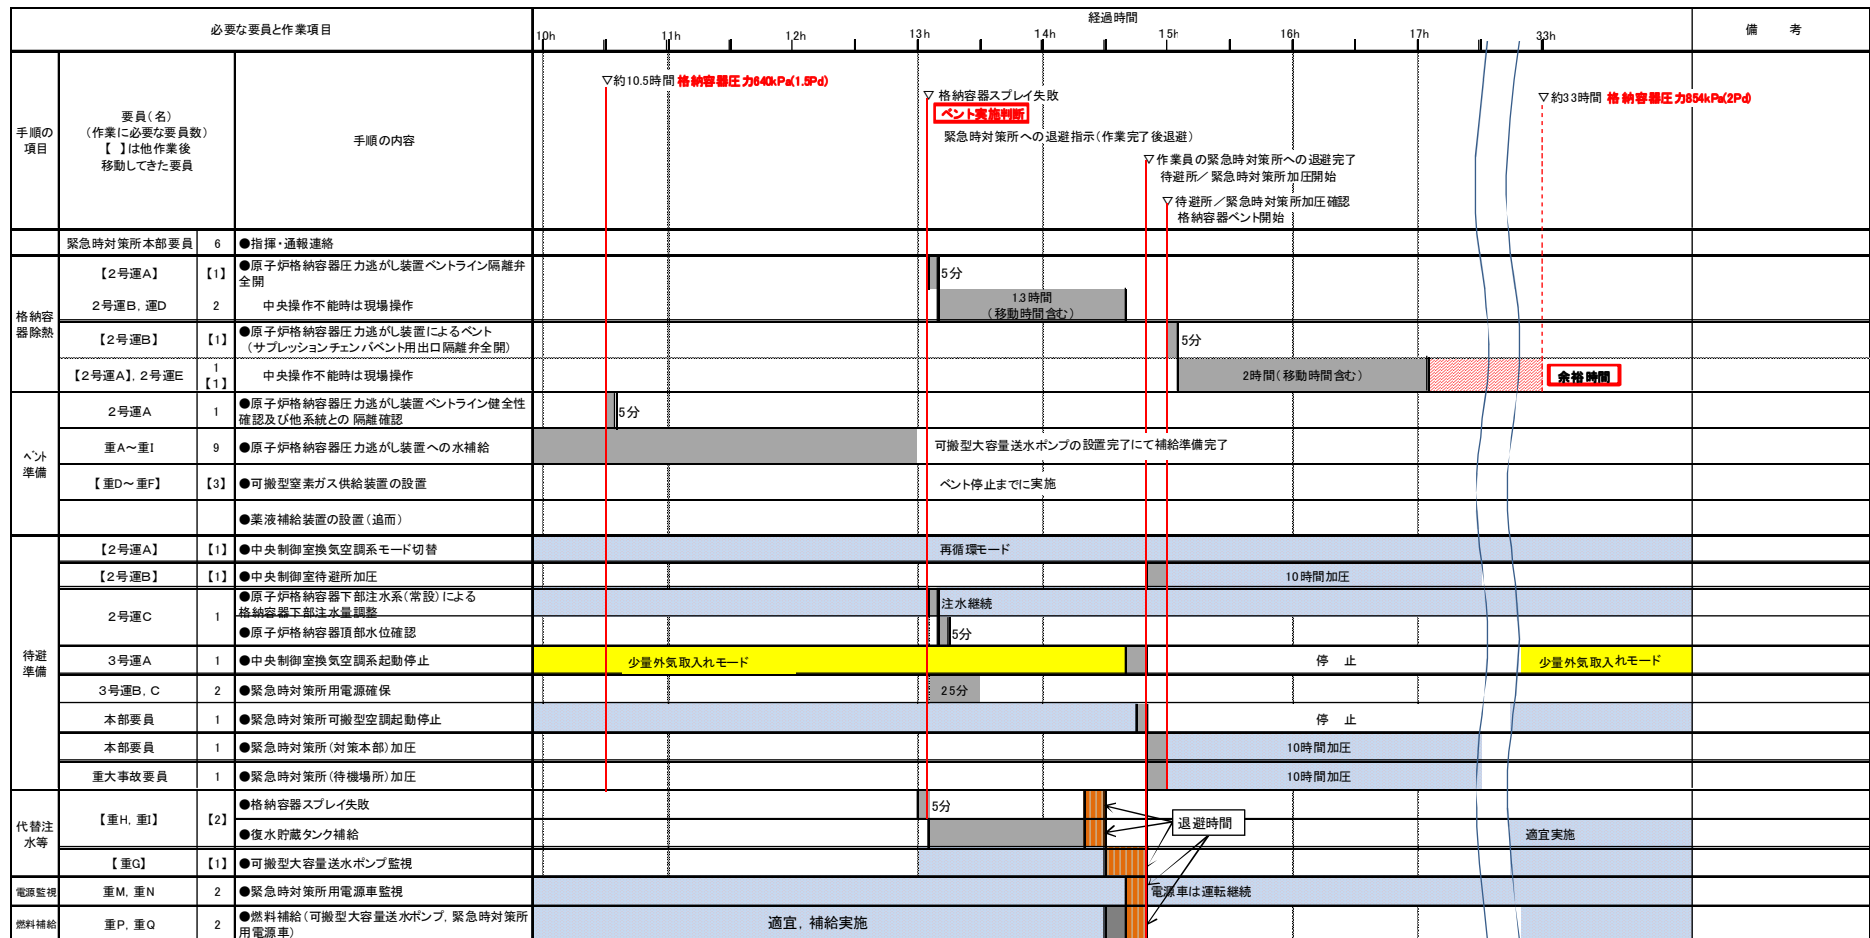 必要な要員と作業項目
経過時間
備　考
10h
11h
12h
13h
14h
15h
16h
17h
33h
手順の
項目
要員(名)
(作業に必要な要員数)
【 】は他作業後
移動してきた要員
手順の内容
▽約10.5時間 格納容器圧力640kPa(1.5Pd)
▽ 格納容器スプレイ失敗
ベント実施判断
緊急時対策所への退避指示(作業完了後退避)
▽作業員の緊急時対策所への退避完了
待避所／緊急時対策所加圧開始
▽待避所／緊急時対策所加圧確認
格納容器ベント開始
▽約33時間 格納容器圧力854kPa(2Pd)
緊急時対策所本部要員 6 ●指揮・通報連絡
格納容
器除熱
【2号運A】 【1】 ●原子炉格納容器圧力逃がし装置ベントライン隔離弁
全開
5分
2号運B, 運D 2 中央操作不能時は現場操作
1.3時間
(移動時間含む)
【2号運B】 【1】 ●原子炉格納容器圧力逃がし装置によるベント
(サプレッションチェンバベント用出口隔離弁全開)
5分
【2号運A】, 2号運E 1
【1】
中央操作不能時は現場操作
2時間(移動時間含む)
余裕時間
ベント
準備
2号運A 1 ●原子炉格納容器圧力逃がし装置ベントライン健全性
確認及び他系統との隔離確認
5分
重A～重I 9 ●原子炉格納容器圧力逃がし装置への水補給
可搬型大容量送水ポンプの設置完了にて補給準備完了
【重D～重F】 【3】 ●可搬型窒素ガス供給装置の設置
ベント停止までに実施
●薬液補給装置の設置(追而)
待避
準備
【2号運A】 【1】 ●中央制御室換気空調系モード切替
再循環モード
【2号運B】 【1】 ●中央制御室待避所加圧
10時間加圧
2号運C 1 ●原子炉格納容器下部注水系(常設)による
格納容器下部注水量調整
注水継続
●原子炉格納容器頂部水位確認
5分
3号運A 1 ●中央制御室換気空調系起動停止
少量外気取入れモード
停 止
少量外気取入れモード
3号運B, C 2 ●緊急時対策所用電源確保
25分
本部要員 1 ●緊急時対策所可搬型空調起動停止
停 止
本部要員 1 ●緊急時対策所(対策本部)加圧
10時間加圧
重大事故要員 1 ●緊急時対策所(待機場所)加圧
10時間加圧
代替注
水等
【重H, 重I】 【2】 ●格納容器スプレイ失敗
5分
●復水貯蔵タンク補給
退避時間
適宜実施
【重G】 【1】 ●可搬型大容量送水ポンプ監視
電源監視 重M, 重N 2 ●緊急時対策所用電源車監視
電源車は運転継続
燃料補給 重P, 重Q 2 ●燃料補給(可搬型大容量送水ポンプ, 緊急時対策所
用電源車)
適宜, 補給実施